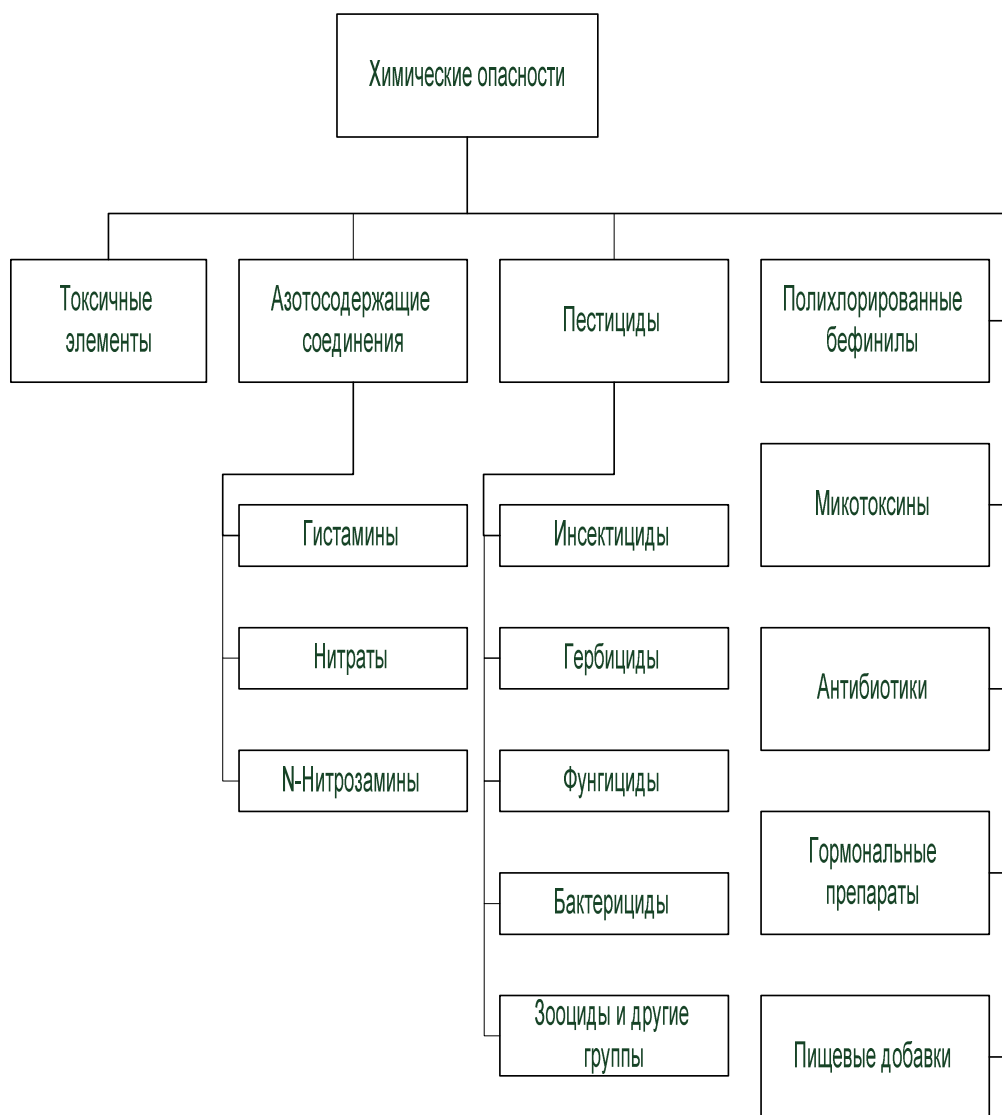 Химические опасности
Токсичные
элементы
Азотосодержащие
соединения
Пестициды
Полихлорированные
бефинилы
Гистамины
Нитраты
N-Нитрозамины
Инсектициды
Гербициды
Фунгициды
Бактерициды
Зооциды и другие
группы
Микотоксины
Антибиотики
Гормональные
препараты
Пищевые добавки